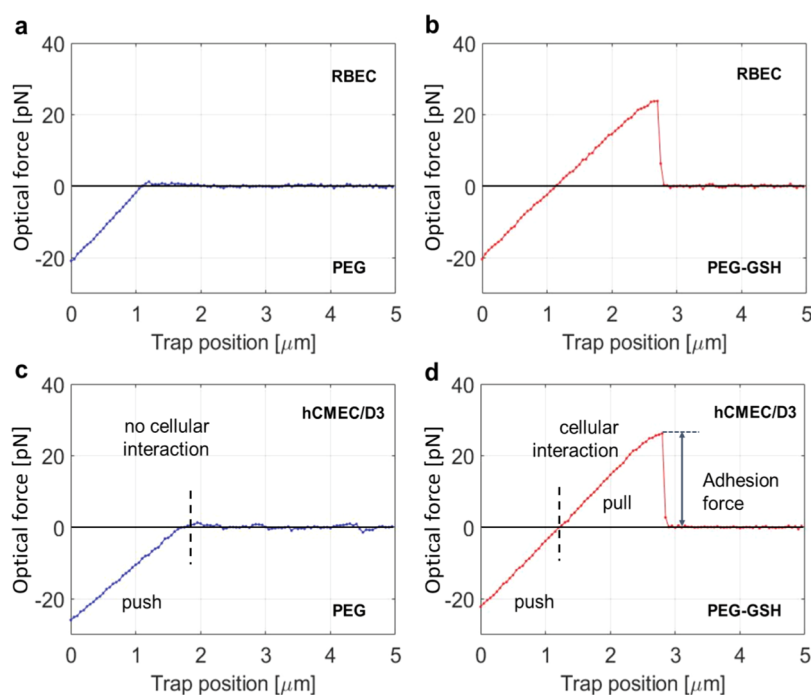 a
40
RBEC
20
0
-20
PEG
0 1 2 3 4 5
Optical force [pN]
Trap position [μm]
b
40
RBEC
20
0
-20
PEG-GSH
0 1 2 3 4 5
Optical force [pN]
Trap position [μm]
c
40
hCMEC/D3
no cellular
interaction
20
0
push
-20
PEG
0 1 2 3 4 5
Optical force [pN]
Trap position [μm]
d
40
hCMEC/D3
cellular
interaction
20
pull
Adhesion
force
0
push
-20
PEG-GSH
0 1 2 3 4 5
Optical force [pN]
Trap position [μm]